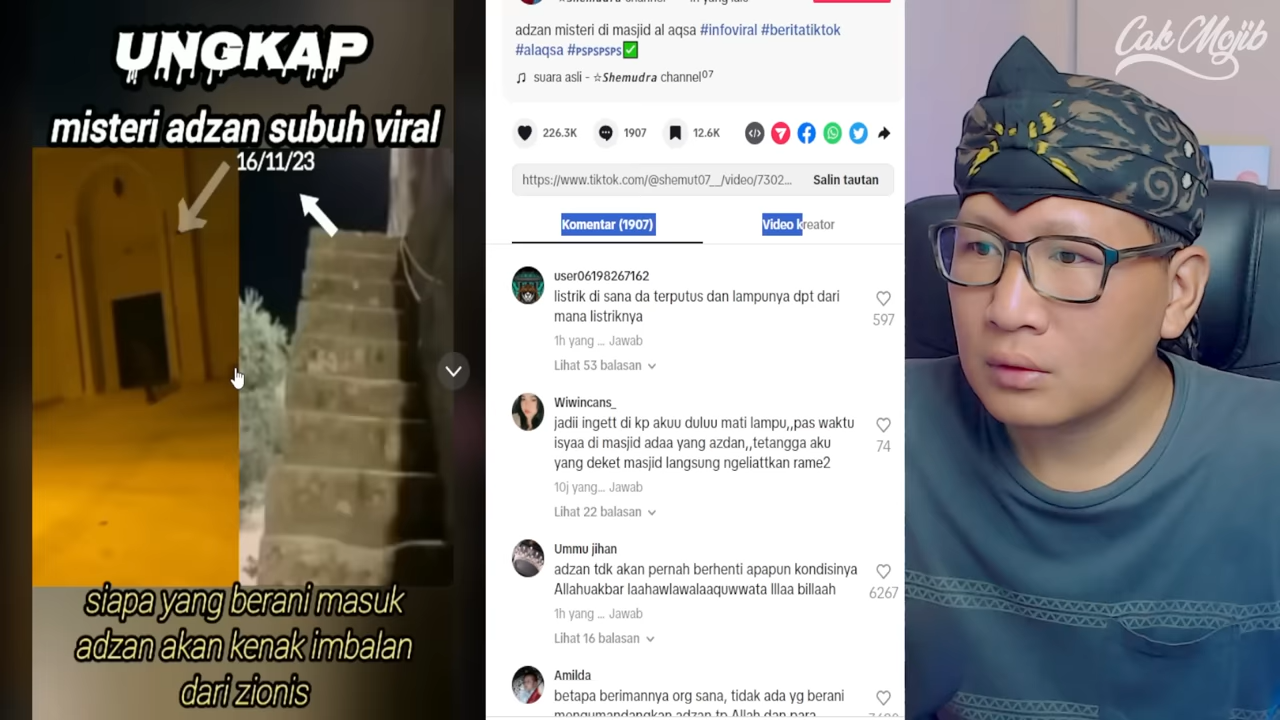 UNGKAP
misteri adzan subuh viral
16/11/23
siapa yang berani masuk
adzan akan kenak imbalan
dari zionis
adzan misteri di masjid al aqsa #infoviral #beritatiktok
#alaqsa #PSPSPSPS✅
♫ suara asli - ☆Shemudra channel⁰⁷
226.3K
1907
12.6K
https://www.tiktok.com/@shemut07__/video/7302...
Salin tautan
Komentar (1907)
Video kreator
user06198267162
listrik di sana da terputus dan lampunya dpt dari
mana listriknya
597
1h yang ... Jawab
Lihat 53 balasan
Wiwincans_
jadii ingett di kp akuu duluu mati lampu,,pas waktu
isyaa di masjid adaa yang azdan,,tetangga aku
yang deket masjid langsung ngeliattkan rame2
74
10j yang... Jawab
Lihat 22 balasan
Ummu jihan
adzan tdk akan pernah berhenti apapun kondisinya
Allahuakbar laahawlawalaaquwwata Illaa billaah
6267
1h yang ... Jawab
Lihat 16 balasan
Amilda
betapa berimannya org sana, tidak ada yg berani
mengumandangkan adzan tp Allah dan para
Cak Mojib